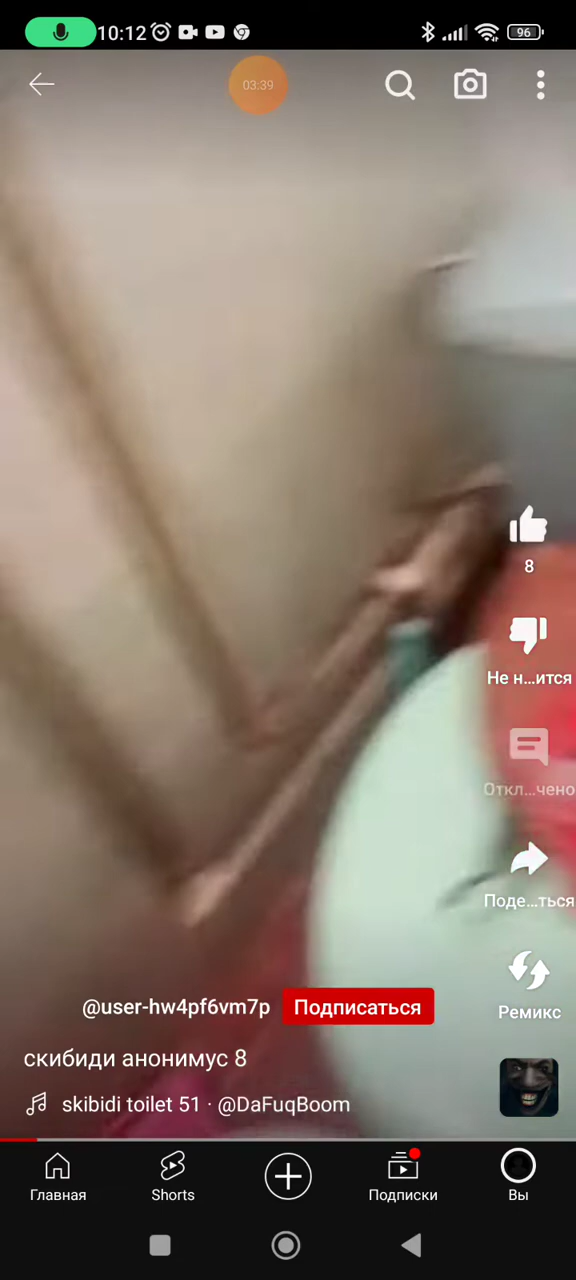 10:12
96
03:39
8
Не н...ится
Откл...чено
Поде...ться
Ремикс
@user-hw4pf6vm7p
Подписаться
скибиди анонимус 8
skibidi toilet 51 · @DaFuqBoom
Главная
Shorts
Подписки
Вы